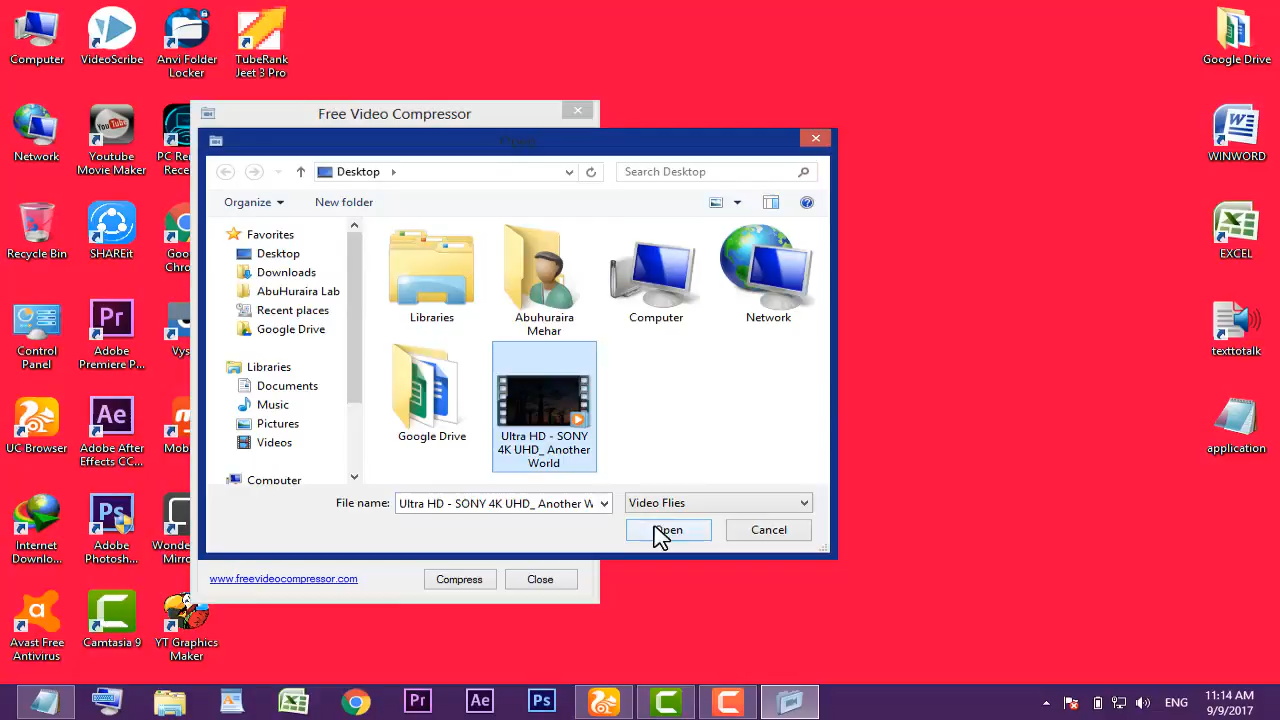 Computer
VideoScribe
Anvi Folder
Locker
TubeRank
Jeet 3 Pro
Google Drive
Network
Youtube
Movie Maker
PC Re
Rece
WINWORD
Recycle Bin
SHAREit
Goo
Chro
EXCEL
Control
Panel
Adobe
Premiere P...
Vys
texttotalk
UC Browser
Adobe After
Effects CC...
Mob
application
Internet
Downlo...
Adobe
Photosh...
Wonde
Mirro
Avast Free
Antivirus
Camtasia 9
YT Graphics
Maker
Free Video Compressor
Desktop
Search Desktop
Organize
New folder
Favorites
Desktop
Downloads
AbuHuraira Lab
Recent places
Google Drive
Libraries
Documents
Music
Pictures
Videos
Computer
Libraries
Abuhuraira
Mehar
Computer
Network
Google Drive
Ultra HD - SONY
4K UHD_ Another
World
File name:
Ultra HD - SONY 4K UHD_ Another W
Video Flies
Open
Cancel
www.freevideocompressor.com
Compress
Close
Pr
Ae
Ps
ENG
11:14 AM
9/9/2017